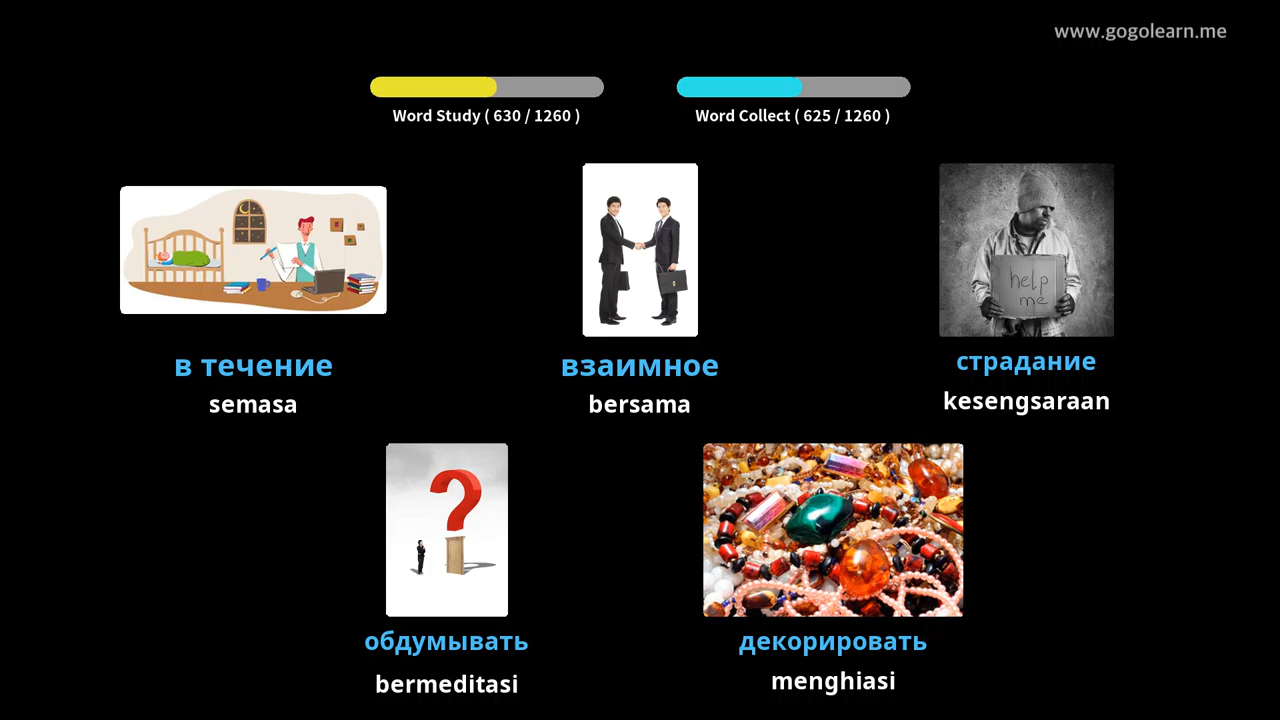 www.gogolearn.me
Word Study ( 630 / 1260 )
Word Collect ( 625 / 1260 )
help
me
в течение
semasa
взаимное
bersama
страдание
kesengsaraan
обдумывать
bermeditasi
декорировать
menghiasi